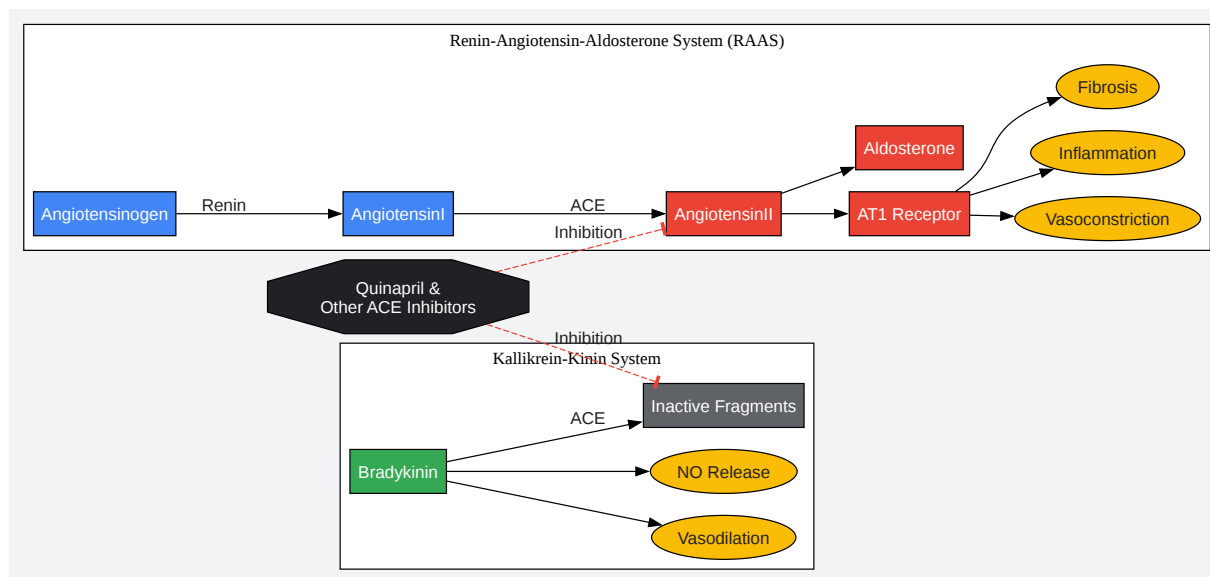 Renin-Angiotensin-Aldosterone System (RAAS)
Fibrosis
Aldosterone
Inflammation
Angiotensinogen
Renin
AngiotensinI
ACE
AngiotensinII
AT1 Receptor
Vasoconstriction
Inhibition
Quinapril &
Other ACE Inhibitors
Inhibition
Kallikrein-Kinin System
Inactive Fragments
ACE
Bradykinin
NO Release
Vasodilation